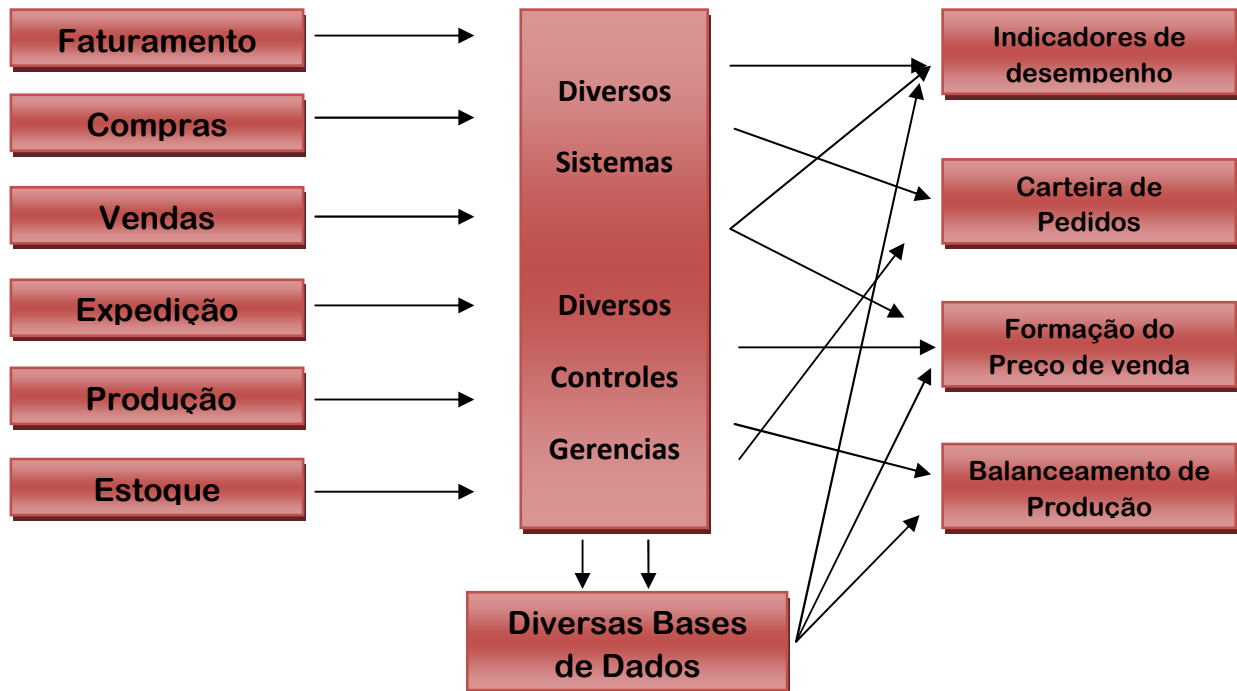 Faturamento
Compras
Vendas
Expedição
Produção
Estoque
Diversos
Sistemas
Diversos
Controles
Gerencias
Diversas Bases
de Dados
Indicadores de
desempenho
Carteira de
Pedidos
Formação do
Preço de venda
Balanceamento de
Produção